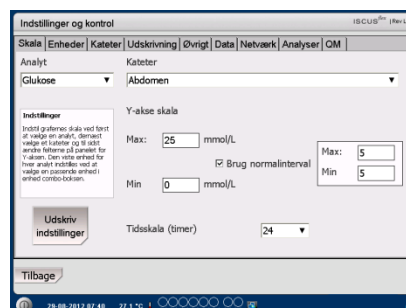 Indstillinger og kontrol
ISCUSflex |Rev
Skala Enheder Kateter Udskrivning Øvrigt Data Netværk Analyser QM
Analyt Kateter
Glukose Abdomen
Indstillinger
Indstil grafernes skala ved først
at vælge en analyt, dernæst
vælge et kateter og til sidst
ændre felterne på panelet for
Y-aksen. Den viste enhed for
hver analyt indstilles ved at
vælge en passende enhed i
enhed combo-boksen.
Y-akse skala
Max: 25 mmol/L
Brug normalinterval
Max: 5
Min 5
Min 0 mmol/L
Udskriv
indstillinger
Tidsskala (timer) 24
Tilbage
29-08-2012 07:40 27.1 °C